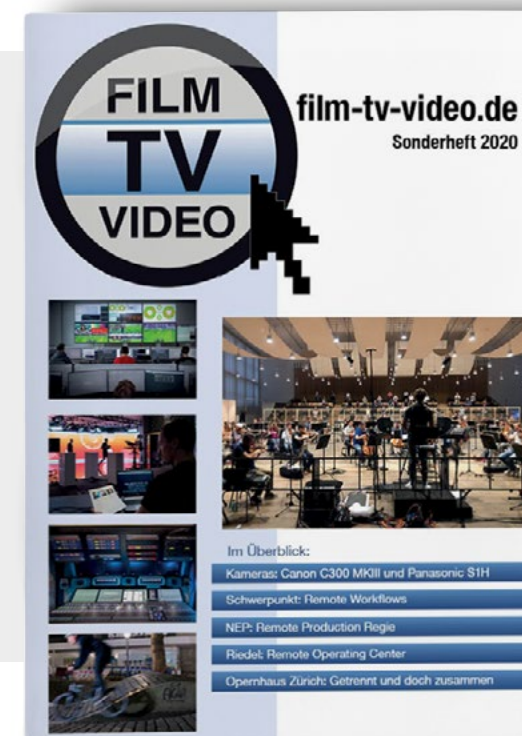 FILM
TV
VIDEO
film-tv-video.de
Sonderheft 2020
Im Überblick:
Kameras: Canon C300 MKIII und Panasonic S1H
Schwerpunkt: Remote Workflows
NEP: Remote Production Regie
Riedel: Remote Operating Center
Opernhaus Zürich: Getrennt und doch zusammen